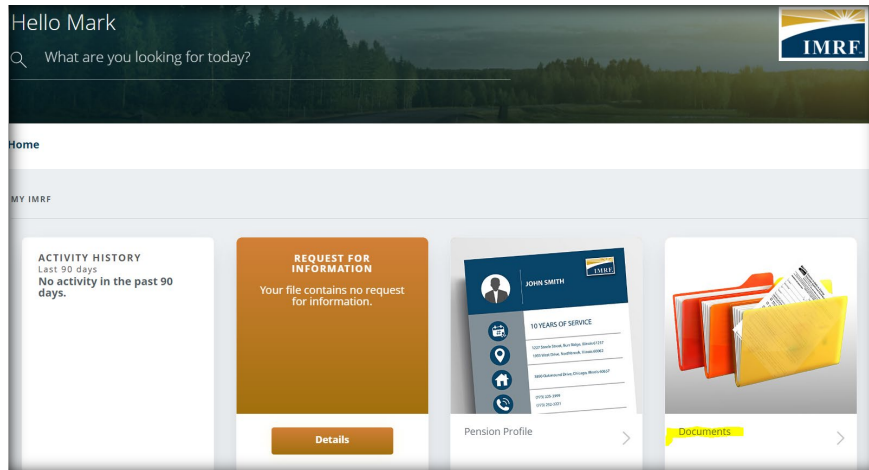 Hello Mark
What are you looking for today?
IMRF
Home
MY IMRF
ACTIVITY HISTORY
Last 90 days
No activity in the past 90
days.
REQUEST FOR
INFORMATION
Your file contains no request
for information.
Details
JOHN SMITH
IMRF
10 YEARS OF SERVICE
Pension Profile
Documents